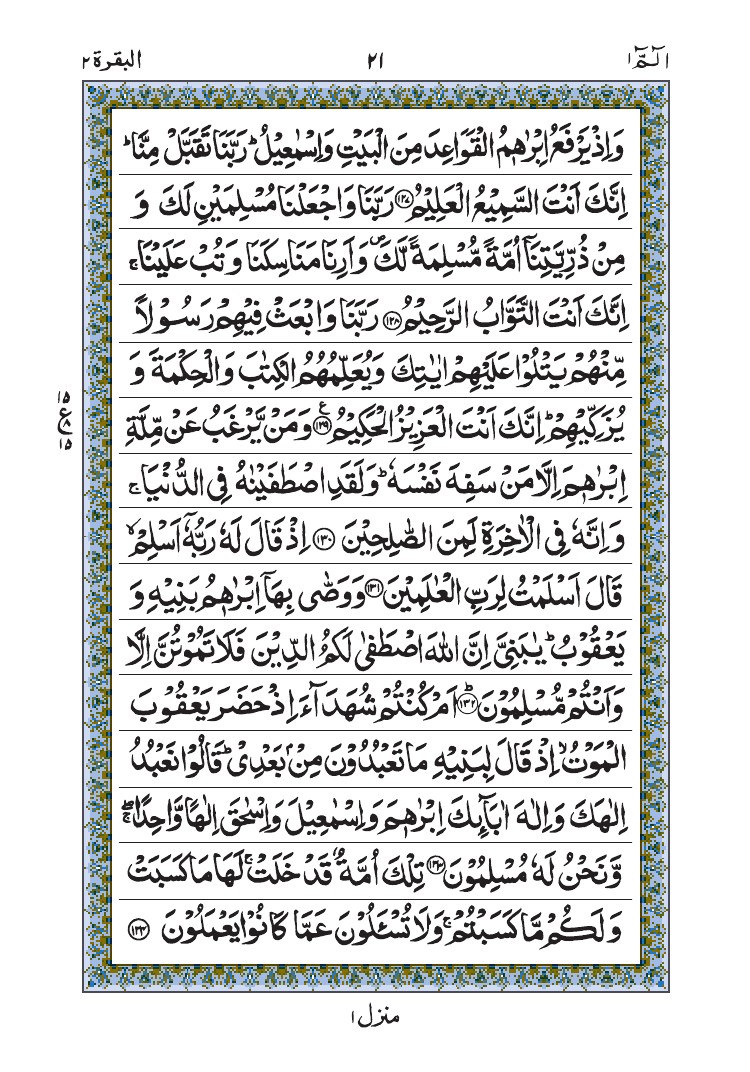 الٓمّٓ ١
٢١
البقرة ٢
وَاِذْ يَرْفَعُ اِبْرٰهٖمُ الْقَوَاعِدَ مِنَ الْبَيْتِ وَاِسْمٰعِيْلُ ؕ رَبَّنَا تَقَبَّلْ مِنَّا ؕ
اِنَّكَ اَنْتَ السَّمِيْعُ الْعَلِيْمُ ﴿١٢٧﴾ رَبَّنَا وَاجْعَلْنَا مُسْلِمَيْنِ لَكَ وَ
مِنْ ذُرِّيَّتِنَاۤ اُمَّةً مُّسْلِمَةً لَّكَ ۪ وَاَرِنَا مَنَاسِكَنَا وَتُبْ عَلَيْنَا ۚ
اِنَّكَ اَنْتَ التَّوَّابُ الرَّحِيْمُ ﴿١٢٨﴾ رَبَّنَا وَابْعَثْ فِيْهِمْ رَسُوْلًا
مِّنْهُمْ يَتْلُوْا عَلَيْهِمْ اٰيٰتِكَ وَيُعَلِّمُهُمُ الْكِتٰبَ وَالْحِكْمَةَ وَ
يُزَكِّيْهِمْ ؕ اِنَّكَ اَنْتَ الْعَزِيْزُ الْحَكِيْمُ ﴿١٢٩﴾ ع وَمَنْ يَّرْغَبُ عَنْ مِّلَّةِ
١٥
ع
٨
١٥
اِبْرٰهٖمَ اِلَّا مَنْ سَفِهَ نَفْسَهٗ ؕ وَلَقَدِ اصْطَفَيْنٰهُ فِى الدُّنْيَا ۚ
وَاِنَّهٗ فِى الْاٰخِرَةِ لَمِنَ الصّٰلِحِيْنَ ﴿١٣٠﴾ اِذْ قَالَ لَهٗ رَبُّهٗۤ اَسْلِمْ ۙ
قَالَ اَسْلَمْتُ لِرَبِّ الْعٰلَمِيْنَ ﴿١٣١﴾ وَوَصّٰى بِهَاۤ اِبْرٰهٖمُ بَنِيْهِ وَ
يَعْقُوْبُ ؕ يٰبَنِىَّ اِنَّ اللّٰهَ اصْطَفٰى لَكُمُ الدِّيْنَ فَلَا تَمُوْتُنَّ اِلَّا
وَاَنْتُمْ مُّسْلِمُوْنَ ﴿١٣٢﴾ ؕ اَمْ كُنْتُمْ شُهَدَآءَ اِذْ حَضَرَ يَعْقُوْبَ
الْمَوْتُ ۙ اِذْ قَالَ لِبَنِيْهِ مَا تَعْبُدُوْنَ مِنْۢ بَعْدِىْ ؕ قَالُوْا نَعْبُدُ
اِلٰهَكَ وَاِلٰهَ اٰبَآئِكَ اِبْرٰهٖمَ وَاِسْمٰعِيْلَ وَاِسْحٰقَ اِلٰهًا وَّاحِدًا ۖۚ
وَّنَحْنُ لَهٗ مُسْلِمُوْنَ ﴿١٣٣﴾ تِلْكَ اُمَّةٌ قَدْ خَلَتْ ۚ لَهَا مَا كَسَبَتْ
وَلَكُمْ مَّا كَسَبْتُمْ ۚ وَلَا تُسْـَٔلُوْنَ عَمَّا كَانُوْا يَعْمَلُوْنَ ﴿١٣٤﴾
منزل ١